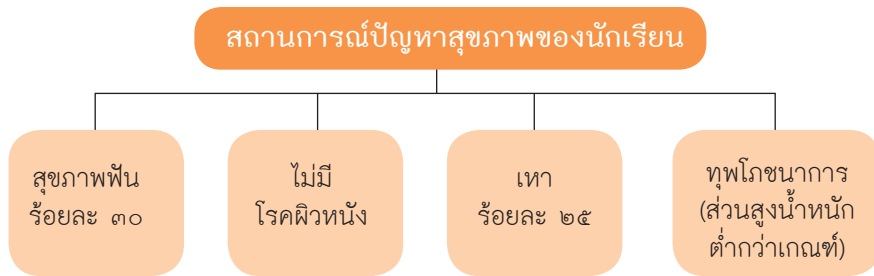 สถานการณ์ปัญหาสุขภาพของนักเรียน
สุขภาพฟัน
ร้อยละ ๓๐
ไม่มี
โรคผิวหนัง
เหา
ร้อยละ ๒๕
ทุพโภชนาการ
(ส่วนสูงน้ำหนัก
ต่ำกว่าเกณฑ์)